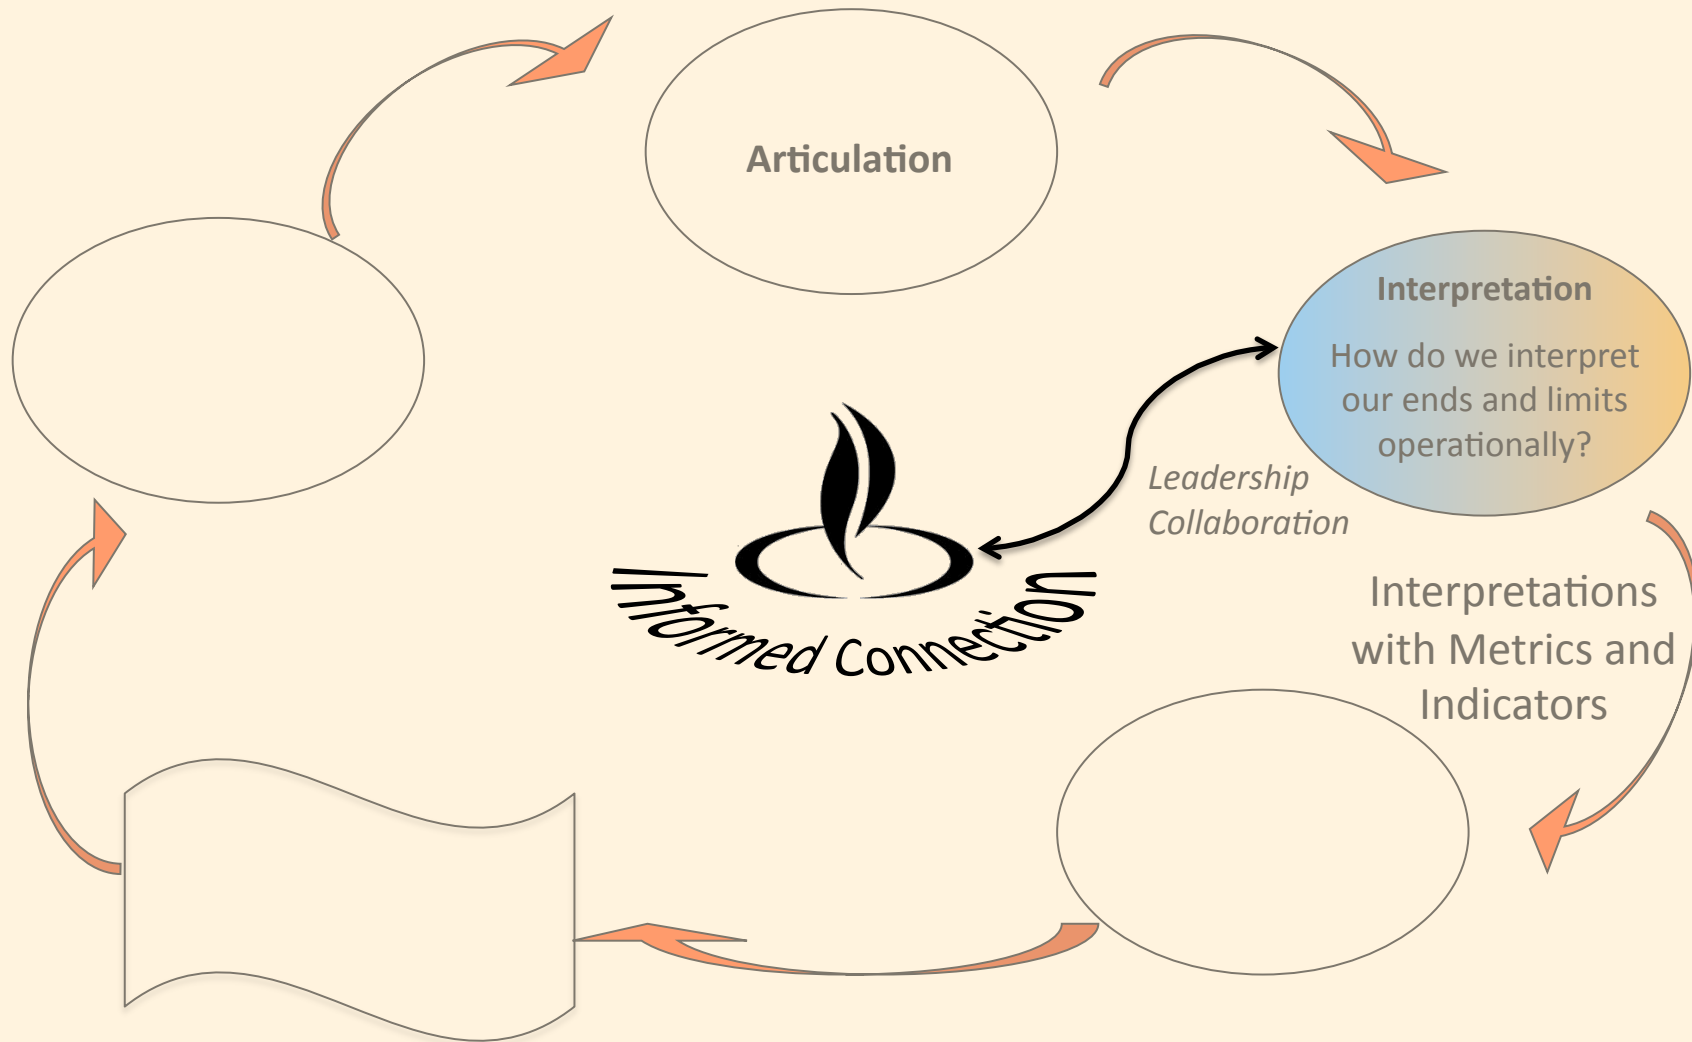 Articulation
Interpretation
How do we interpret
our ends and limits
operationally?
Leadership
Collaboration
Informed Connection
Interpretations
with Metrics and
Indicators